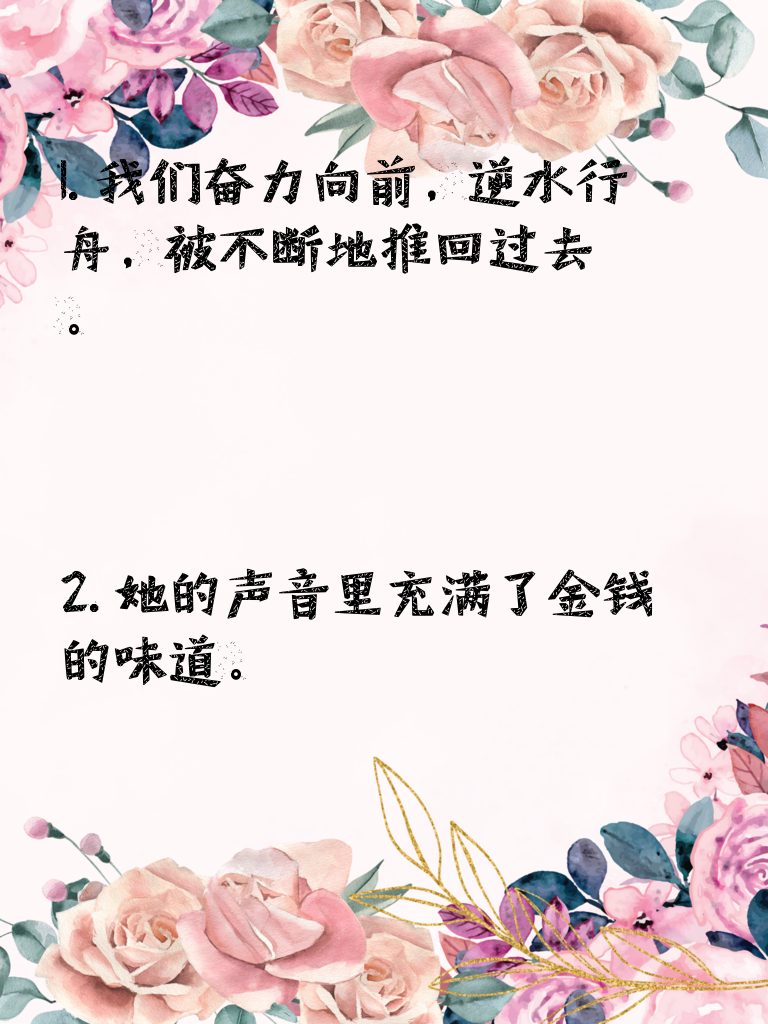 1. 我们奋力向前，逆水行
舟，被不断地推回过去
。
2. 她的声音里充满了金钱
的味道。